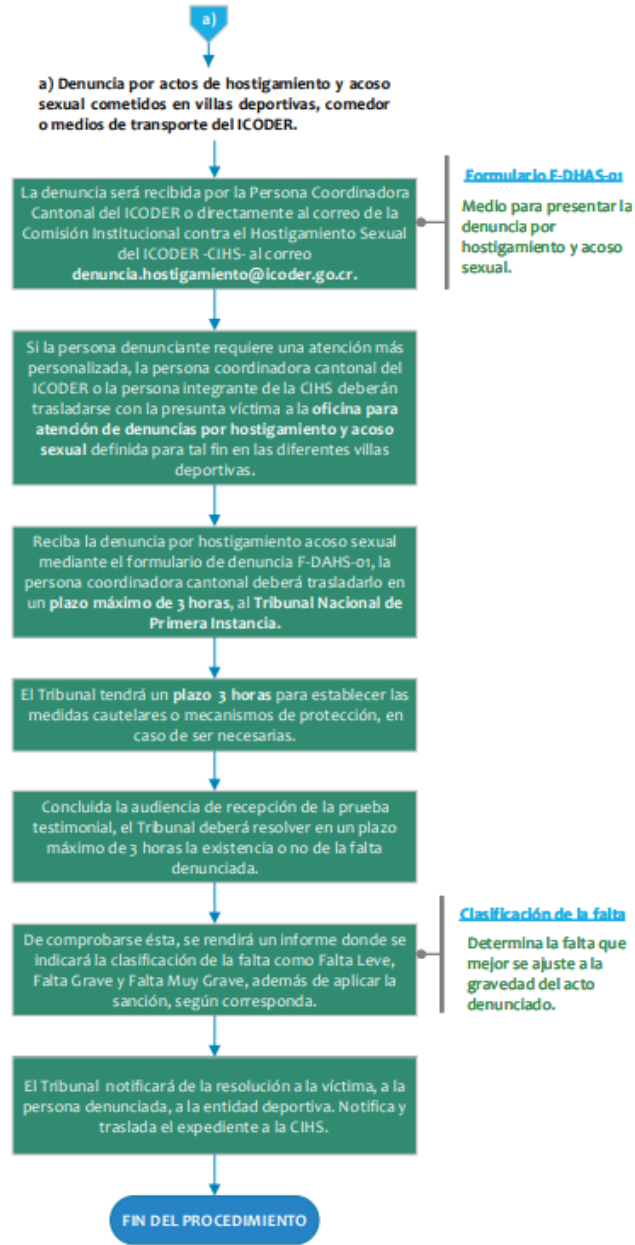 a)
a) Denuncia por actos de hostigamiento y acoso
sexual cometidos en villas deportivas, comedor
o medios de transporte del ICODER.
La denuncia será recibida por la Persona Coordinadora
Cantonal del ICODER o directamente al correo de la
Comisión Institucional contra el Hostigamiento Sexual
del ICODER -CIHS- al correo
denuncia.hostigamiento@icoder.go.cr.
Formulario F-DHAS-01
Medio para presentar la
denuncia por
hostigamiento y acoso
sexual.
Si la persona denunciante requiere una atención más
personalizada, la persona coordinadora cantonal del
ICODER o la persona integrante de la CIHS deberán
trasladarse con la presunta víctima a la oficina para
atención de denuncias por hostigamiento y acoso
sexual definida para tal fin en las diferentes villas
deportivas.
Reciba la denuncia por hostigamiento acoso sexual
mediante el formulario de denuncia F-DAHS-01, la
persona coordinadora cantonal deberá trasladarlo en
un plazo máximo de 3 horas, al Tribunal Nacional de
Primera Instancia.
El Tribunal tendrá un plazo 3 horas para establecer las
medidas cautelares o mecanismos de protección, en
caso de ser necesarias.
Concluida la audiencia de recepción de la prueba
testimonial, el Tribunal deberá resolver en un plazo
máximo de 3 horas la existencia o no de la falta
denunciada.
De comprobarse ésta, se rendirá un informe donde se
indicará la clasificación de la falta como Falta Leve,
Falta Grave y Falta Muy Grave, además de aplicar la
sanción, según corresponda.
Clasificación de la falta
Determina la falta que
mejor se ajuste a la
gravedad del acto
denunciado.
El Tribunal notificará de la resolución a la víctima, a la
persona denunciada, a la entidad deportiva. Notifica y
traslada el expediente a la CIHS.
FIN DEL PROCEDIMIENTO